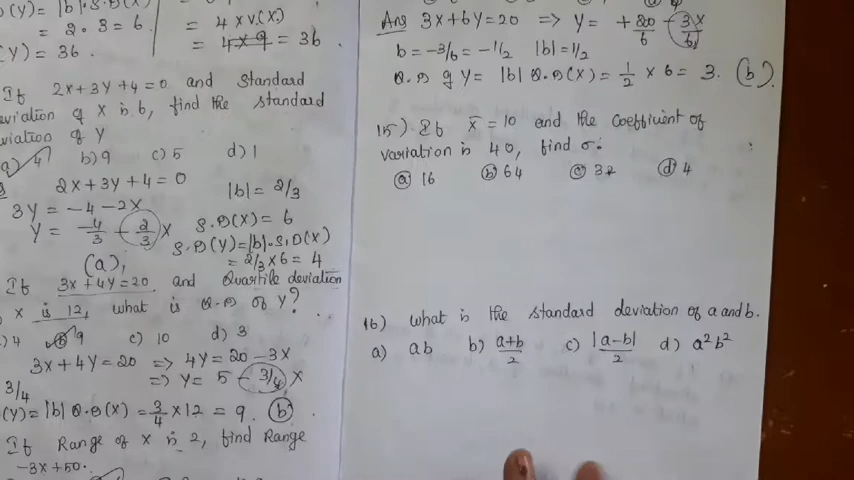 (Y) = |b|. S.D(X)
= 2.3 = 6
(Y) = 36.
= 4 x V.(X)
= 4 x 9 = 36.
If 2X+3Y+4=0 and standard
deviation of X is 6, find the standard
viation of Y
a) 4 b) 9 c) 5 d) 1
2X+3Y+4=0
|b| = 2/3
3Y = -4 -2X
Y = -4/3 - 2/3 X
S.D(X) = 6
S.D(Y) = |b|.S.D(X)
= 2/3 x 6 = 4
(a),
If 3X+4Y=20 and Quartile deviation
x is 12, what is Q.D of Y?
) 4 b) 9 c) 10 d) 3
3X+4Y=20 => 4Y = 20-3X
=> Y = 5 - 3/4 X
3/4
(Y) = |b| Q.D(X) = 3/4 x 12 = 9. (b)
If Range of X is 2, find Range
-3X+50.
Ans 3X+6Y=20 => Y = +20/6 - 3X/6
b = -3/6 = -1/2 |b| = 1/2
Q.D of Y = |b| Q.D(X) = 1/2 x 6 = 3. (b)
15) If x̄ = 10 and the coefficient of
variation is 40, find σ:
(a) 16 (b) 64 (c) 32 (d) 4
16) What is the standard deviation of a and b.
a) ab b) a+b/2 c) |a-b|/2 d) a²b²